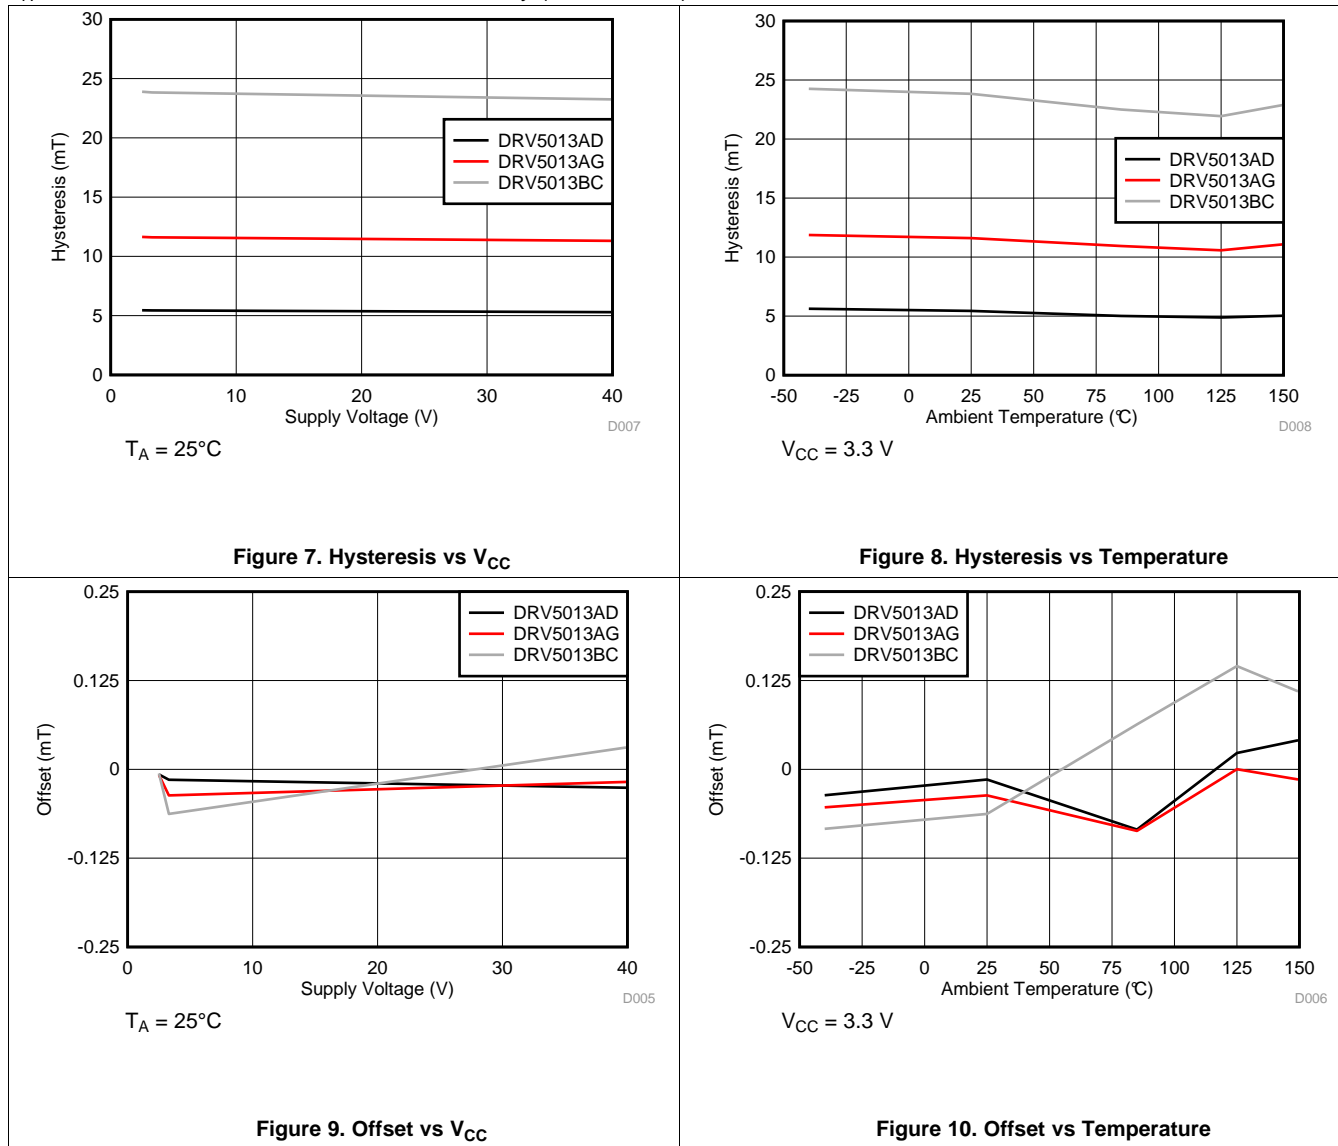 30
25
20
15
10
5
0
Hysteresis (mT)
DRV5013AD
DRV5013AG
DRV5013BC
0 10 20 30 40
Supply Voltage (V)
D007
TA = 25°C
Figure 7. Hysteresis vs VCC
30
25
20
15
10
5
0
Hysteresis (mT)
DRV5013AD
DRV5013AG
DRV5013BC
-50 -25 0 25 50 75 100 125 150
Ambient Temperature (°C)
D008
VCC = 3.3 V
Figure 8. Hysteresis vs Temperature
0.25
0.125
0
-0.125
-0.25
Offset (mT)
DRV5013AD
DRV5013AG
DRV5013BC
0 10 20 30 40
Supply Voltage (V)
D005
TA = 25°C
Figure 9. Offset vs VCC
0.25
0.125
0
-0.125
-0.25
Offset (mT)
DRV5013AD
DRV5013AG
DRV5013BC
-50 -25 0 25 50 75 100 125 150
Ambient Temperature (°C)
D006
VCC = 3.3 V
Figure 10. Offset vs Temperature